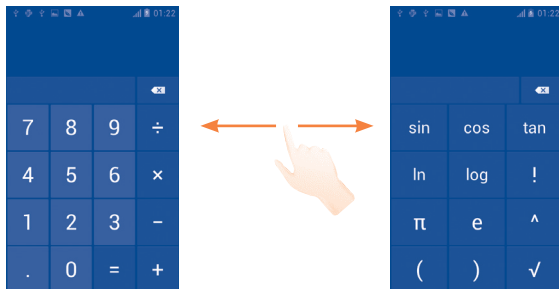 01:22
7 8 9 ÷
4 5 6 ×
1 2 3 −
. 0 = +
01:22
sin cos tan
ln log !
π e ^
( ) √